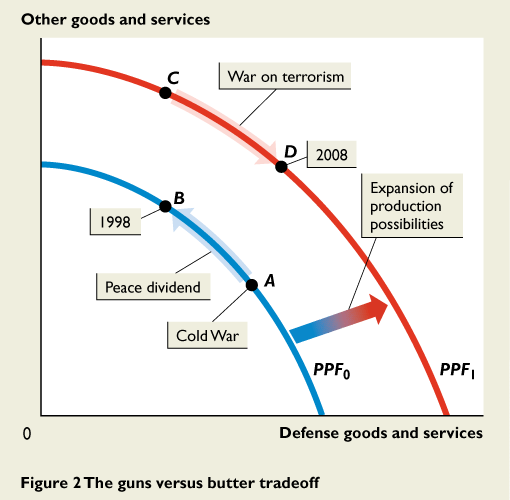 Other goods and services
C
War on terrorism
D
2008
Expansion of
production
possibilities
B
1998
Peace dividend
A
Cold War
PPF0
PPF1
0
Defense goods and services
Figure 2 The guns versus butter tradeoff